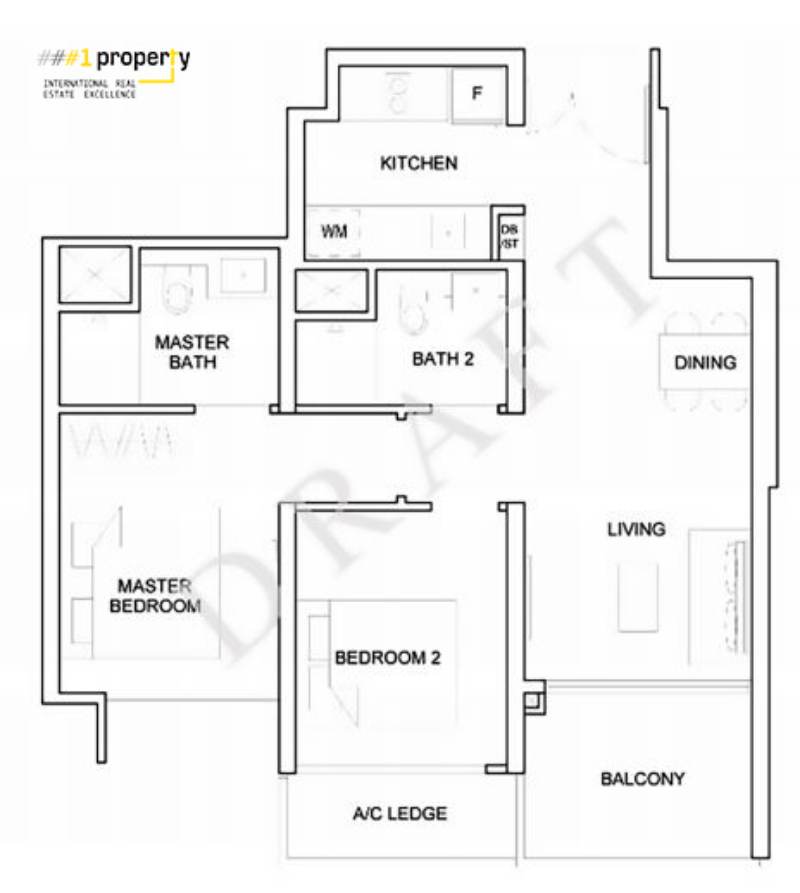 ###1 property
INTERNATIONAL REAL
ESTATE EXCELLENCE
F
KITCHEN
WM
DB
/ST
MASTER
BATH
BATH 2
DINING
DRAFT
LIVING
MASTER
BEDROOM
BEDROOM 2
BALCONY
A/C LEDGE